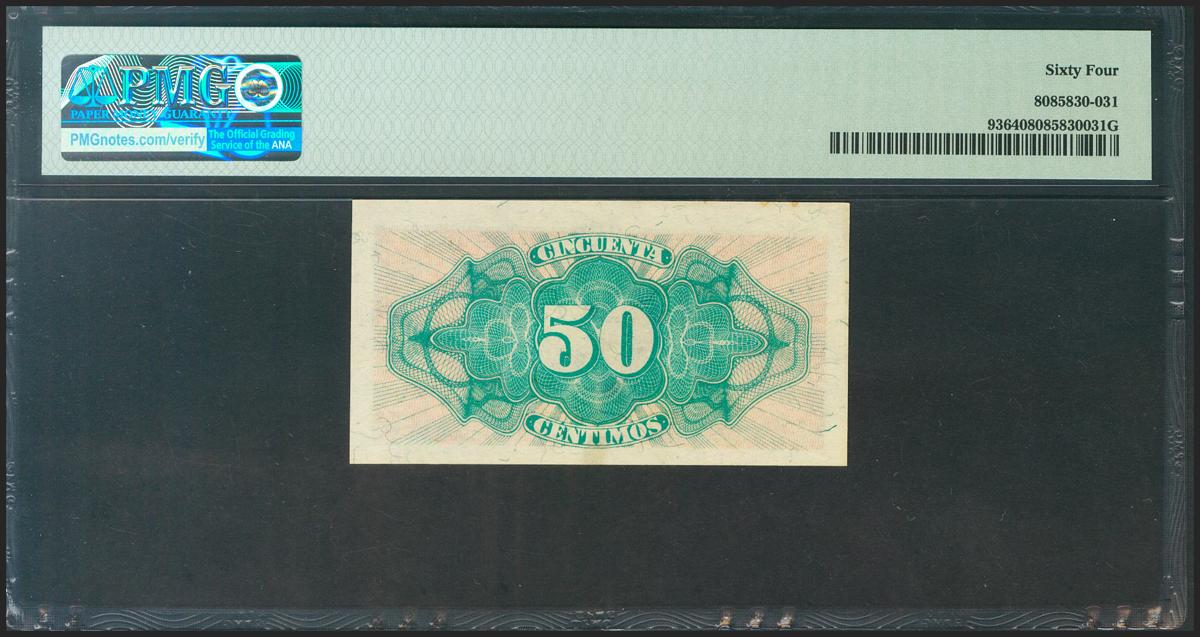 PMG
PAPER MONEY GUARANTY
PMGnotes.com/verify
The Official Grading
Service of the ANA
Sixty Four
8085830-031
936408085830031G
CINCUENTA
50
CENTIMOS